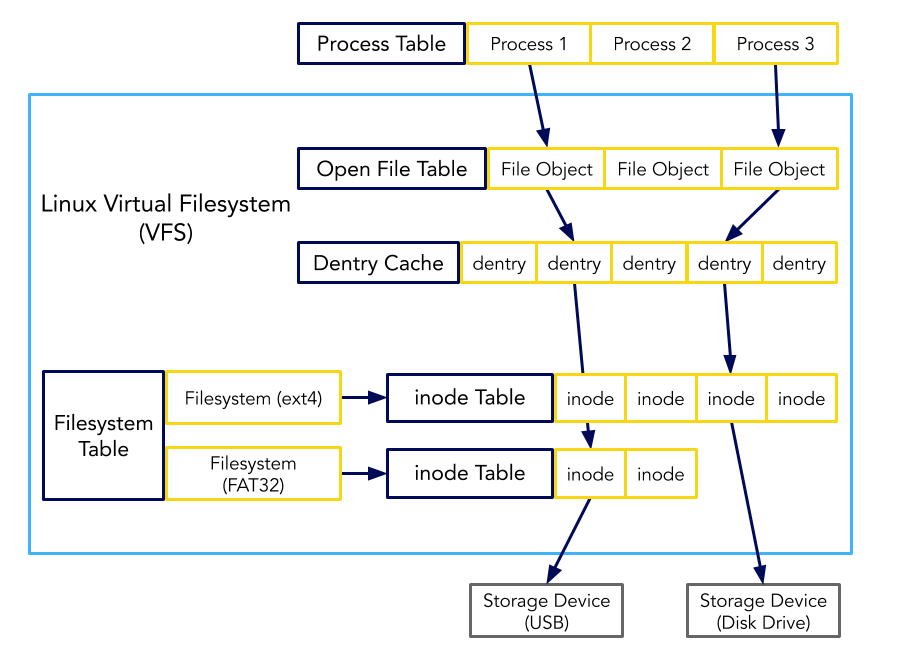 Process Table
Process 1
Process 2
Process 3
Linux Virtual Filesystem
(VFS)
Open File Table
File Object
File Object
File Object
Dentry Cache
dentry
dentry
dentry
dentry
dentry
Filesystem
Table
Filesystem (ext4)
inode Table
inode
inode
inode
inode
Filesystem
(FAT32)
inode Table
inode
inode
Storage Device
(USB)
Storage Device
(Disk Drive)